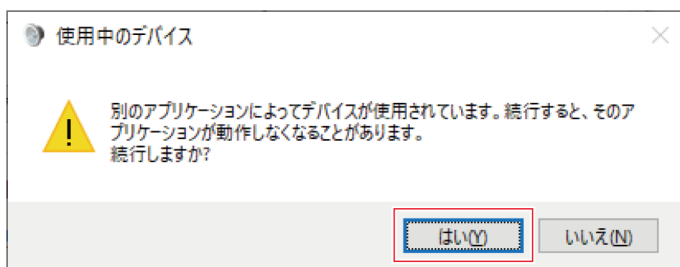 使用中のデバイス
別のアプリケーションによってデバイスが使用されています。続行すると、そのア
プリケーションが動作しなくなることがあります。
続行しますか?
はい(Y) いいえ(N)